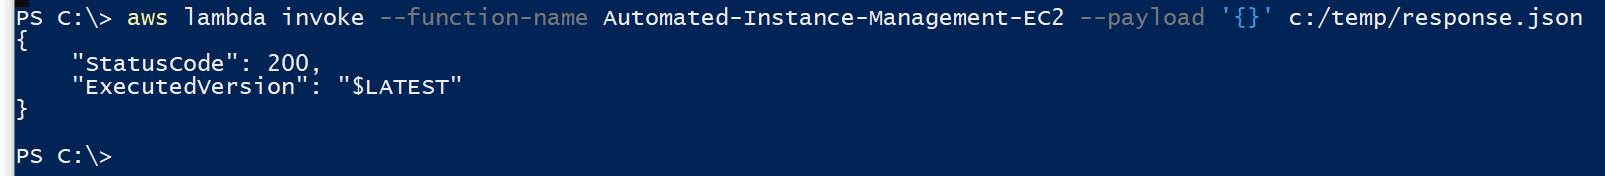 PS C:\> aws lambda invoke --function-name Automated-Instance-Management-EC2 --payload '{}' c:/temp/response.json
{
    "StatusCode": 200,
    "ExecutedVersion": "$LATEST"
}
PS C:\>